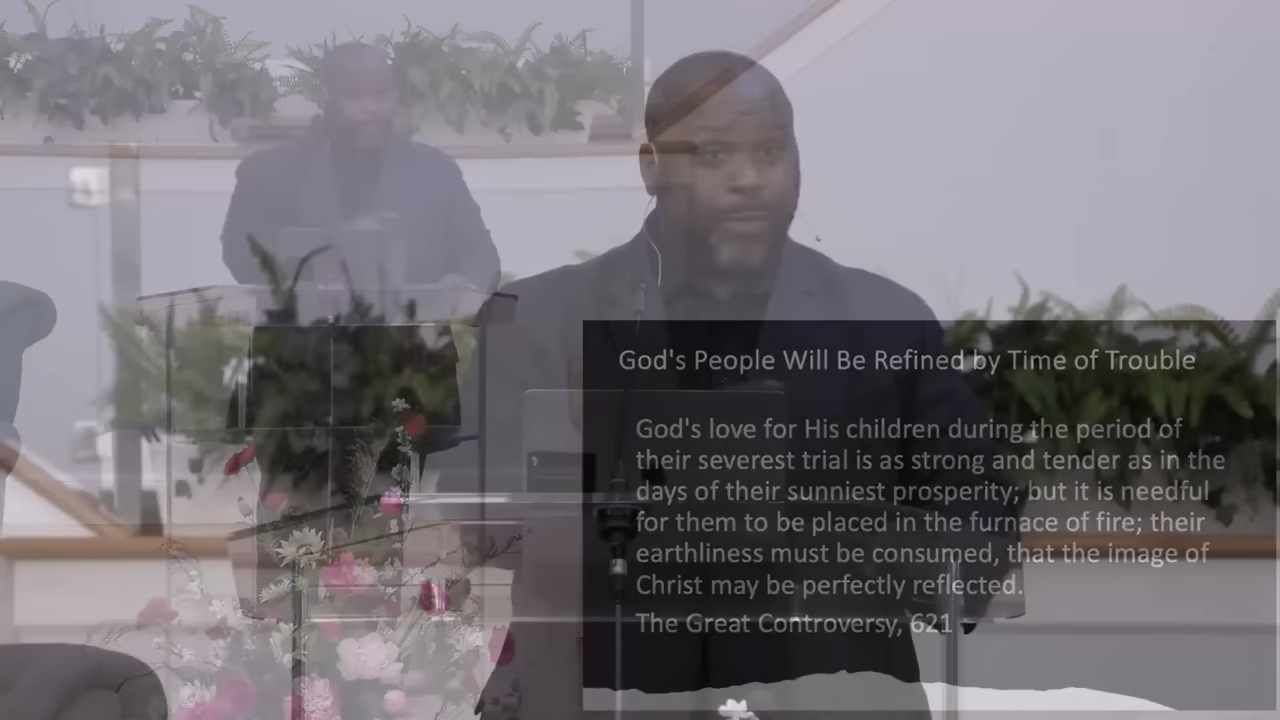 God's People Will Be Refined by Time of Trouble
God's love for His children during the period of
their severest trial is as strong and tender as in the
days of their sunniest prosperity; but it is needful
for them to be placed in the furnace of fire; their
earthliness must be consumed, that the image of
Christ may be perfectly reflected.
The Great Controversy, 621